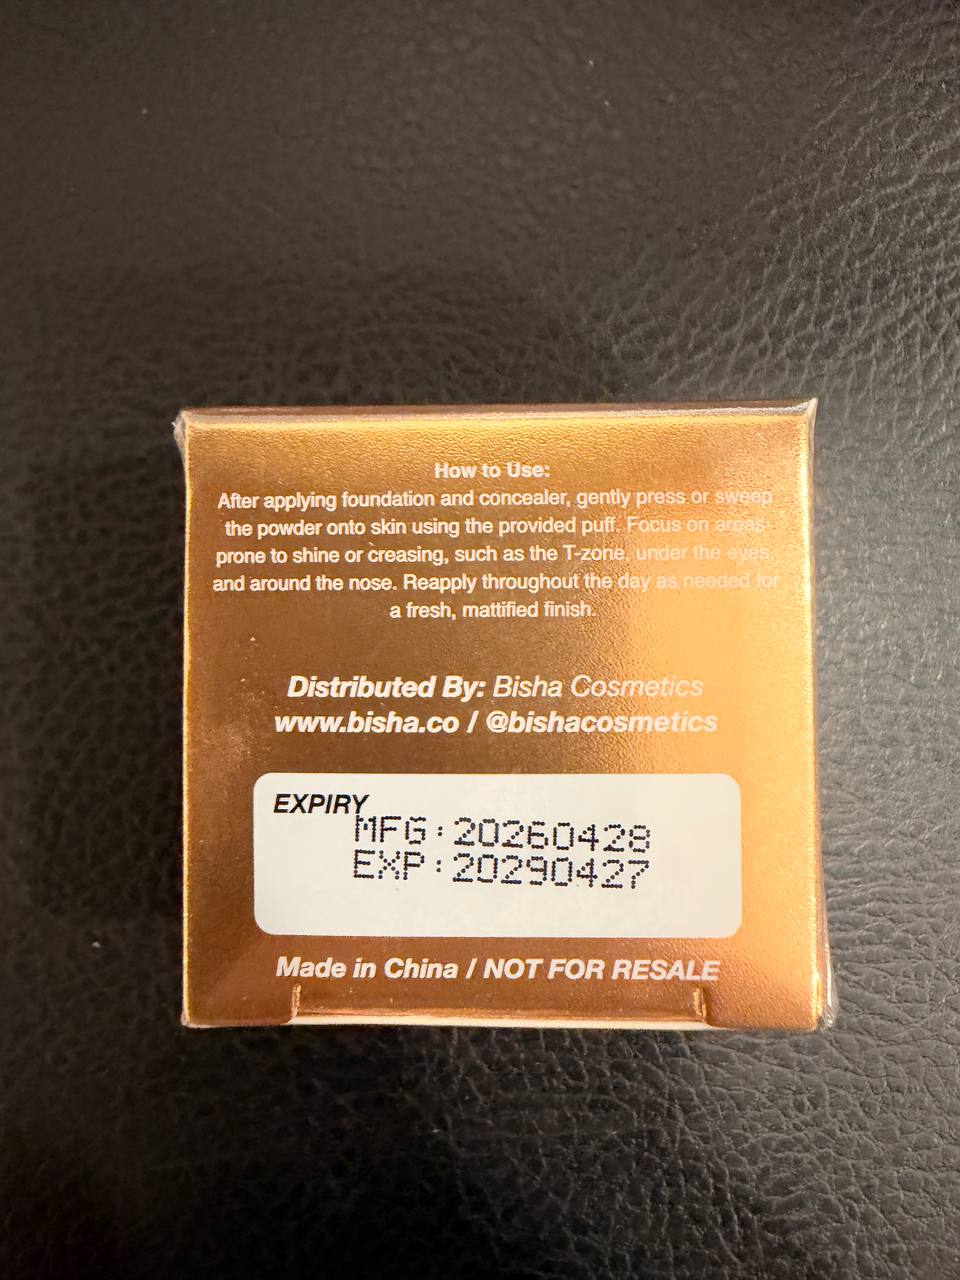 How to Use:
After applying foundation and concealer, gently press or sweep
the powder onto skin using the provided puff. Focus on areas
prone to shine or creasing, such as the T-zone, under the eyes,
and around the nose. Reapply throughout the day as needed for
a fresh, mattified finish.
Distributed By: Bisha Cosmetics
www.bisha.co / @bishacosmetics
EXPIRY
MFG:20260428
EXP:20290427
Made in China / NOT FOR RESALE